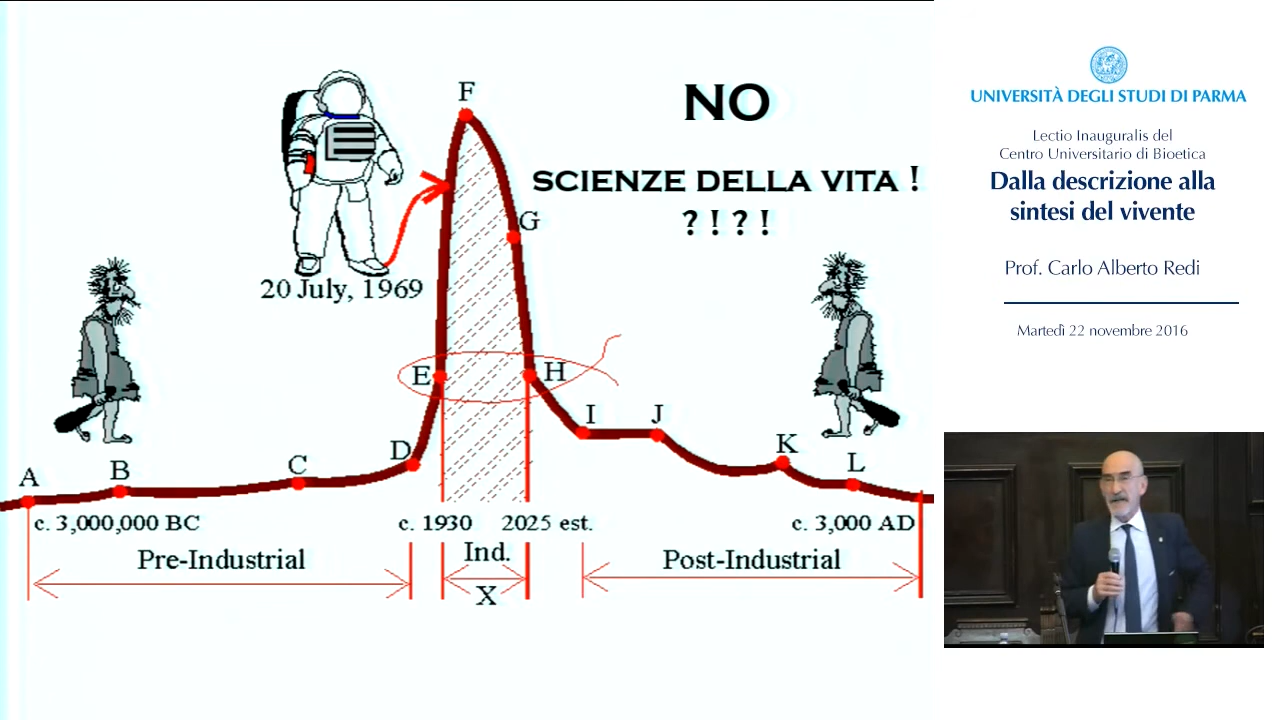 F
NO
SCIENZE DELLA VITA !
? ! ? !
G
20 July, 1969
E
H
I
J
D
K
A
B
C
L
c. 3,000,000 BC
c. 1930
2025 est.
c. 3,000 AD
Pre-Industrial
Ind.
Post-Industrial
X
UNIVERSITÀ DEGLI STUDI DI PARMA
Lectio Inauguralis del
Centro Universitario di Bioetica
Dalla descrizione alla
sintesi del vivente
Prof. Carlo Alberto Redi
Martedì 22 novembre 2016